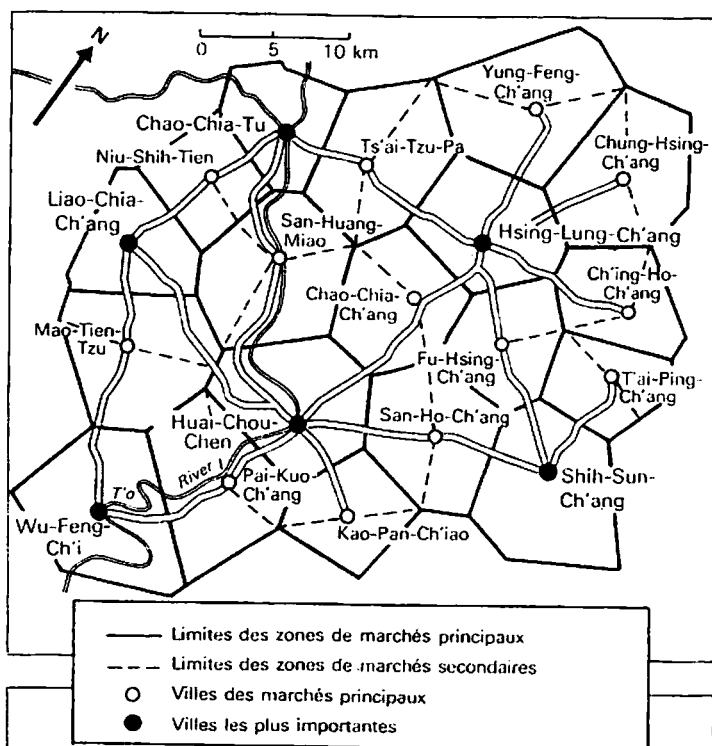 N
0 10 km
Yung-Feng-
Ch'ang
Chao-Chia-Tu
Ts'ai-Tzu-Pa
Chung-Hsing-
Ch'ang
Niu-Shih-Tien
Liao-Chia-
Ch'ang
San-Huang-
Miao
Hsing-Lung-Ch'ang
Ch'ing-Ho-
Ch'ang
Chao-Chia-
Ch'ang
Mao-Tien-
Tzu
Fu-Hsing-
Ch'ang
T'ai-Ping-
Ch'ang
Huai-Chou-
Chen
San-Ho-Ch'ang
T'o River
Pai-Kuo-
Ch'ang
Shih-Sun-
Ch'ang
Wu-Feng-
Ch'i
Kao-Pan-Ch'iao
Limites des zones de marchés principaux
Limites des zones de marchés secondaires
Villes des marchés principaux
Villes les plus importantes